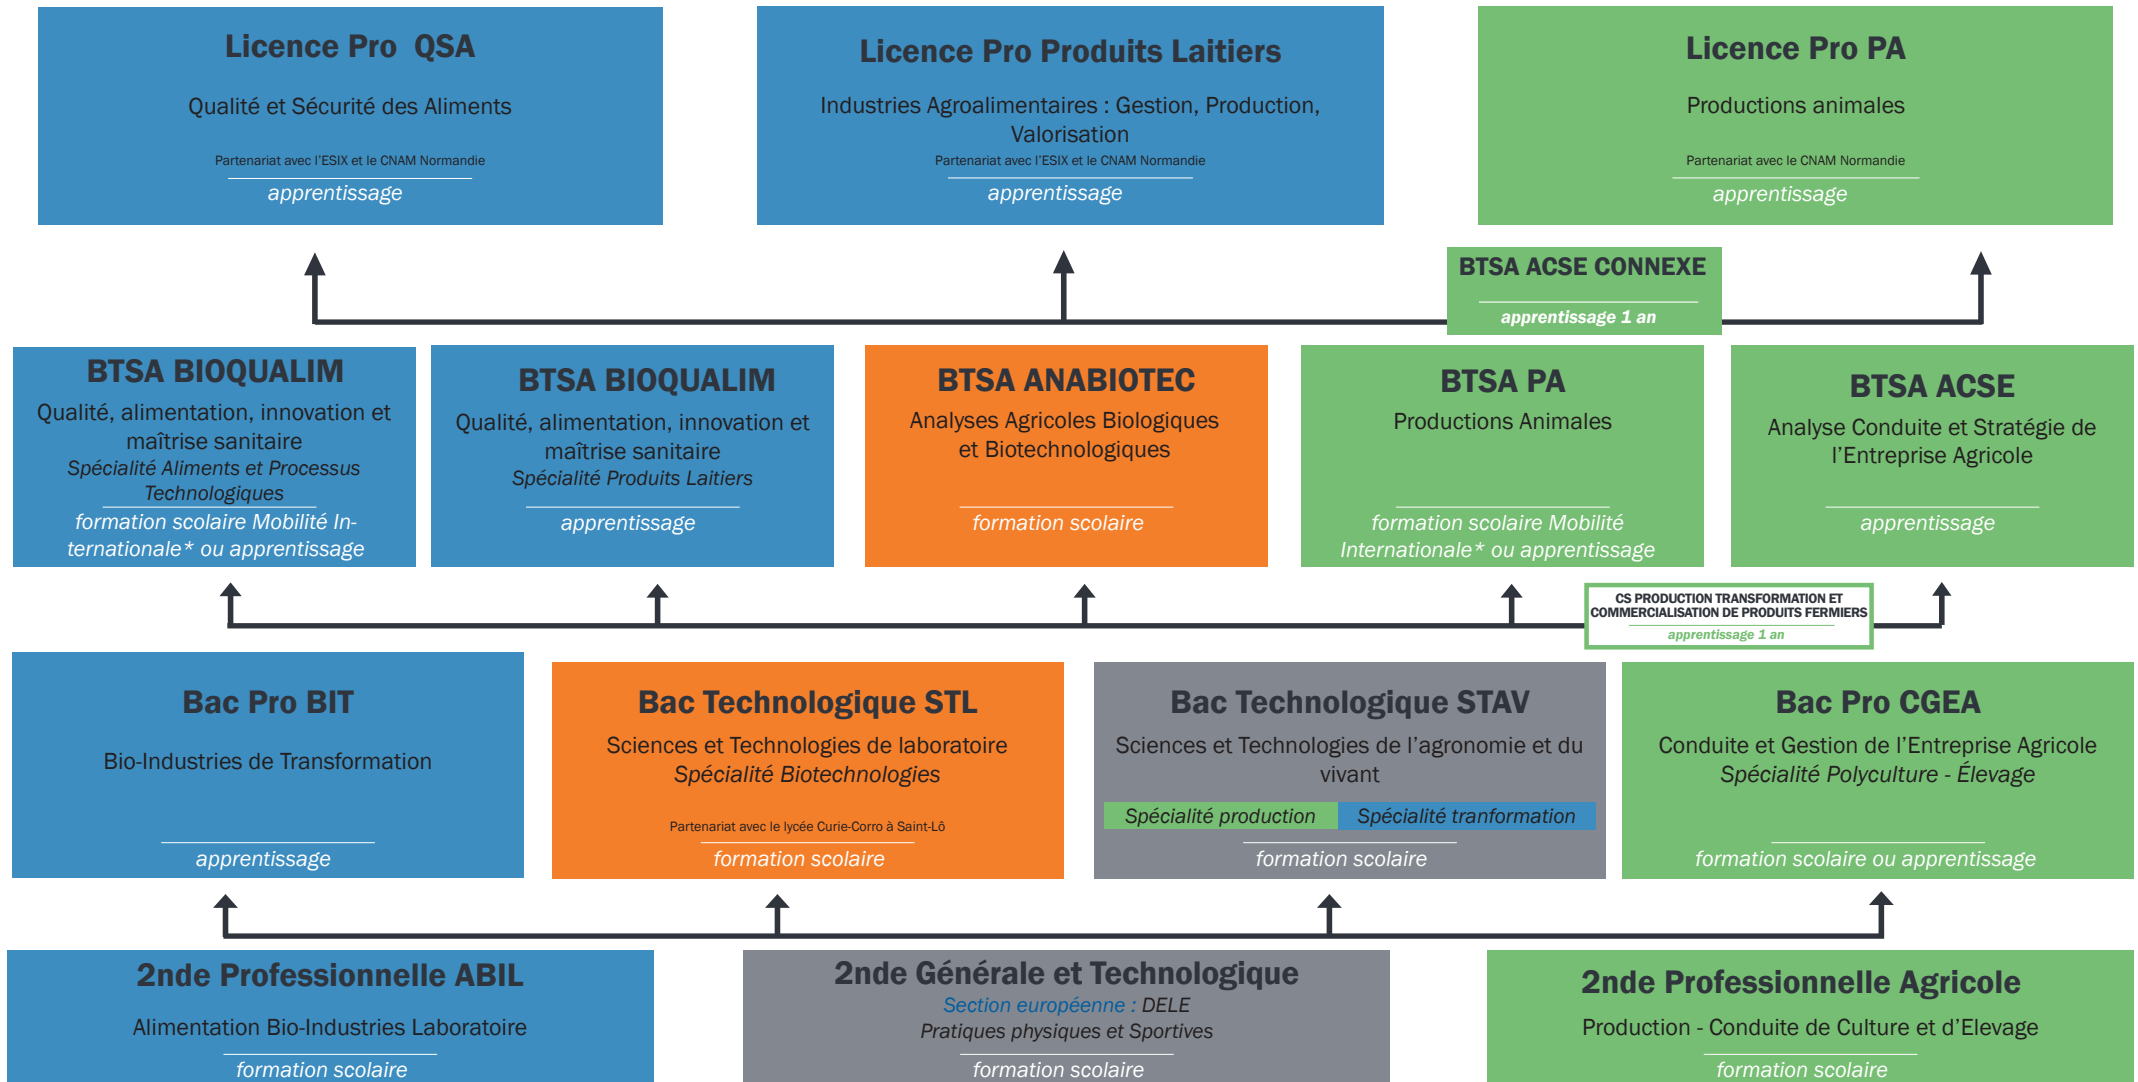 Licence Pro QSA
Qualité et Sécurité des Aliments
Partenariat avec l'ESIX et le CNAM Normandie
apprentissage
Licence Pro Produits Laitiers
Industries Agroalimentaires : Gestion, Production,
Valorisation
Partenariat avec l'ESIX et le CNAM Normandie
apprentissage
Licence Pro PA
Productions animales
Partenariat avec le CNAM Normandie
apprentissage
BTSA ACSE CONNEXE
apprentissage 1 an
BTSA BIOQUALIM
Qualité, alimentation, innovation et
maîtrise sanitaire
Spécialité Aliments et Processus
Technologiques
formation scolaire Mobilité In-
ternationale* ou apprentissage
BTSA BIOQUALIM
Qualité, alimentation, innovation et
maîtrise sanitaire
Spécialité Produits Laitiers
apprentissage
BTSA ANABIOTEC
Analyses Agricoles Biologiques
et Biotechnologiques
formation scolaire
BTSA PA
Productions Animales
formation scolaire Mobilité
Internationale* ou apprentissage
BTSA ACSE
Analyse Conduite et Stratégie de
l'Entreprise Agricole
apprentissage
CS PRODUCTION TRANSFORMATION ET
COMMERCIALISATION DE PRODUITS FERMIERS
apprentissage 1 an
Bac Pro BIT
Bio-Industries de Transformation
apprentissage
Bac Technologique STL
Sciences et Technologies de laboratoire
Spécialité Biotechnologies
Partenariat avec le lycée Curie-Corro à Saint-Lô
formation scolaire
Bac Technologique STAV
Sciences et Technologies de l'agronomie et du
vivant
Spécialité production
Spécialité tranformation
formation scolaire
Bac Pro CGEA
Conduite et Gestion de l'Entreprise Agricole
Spécialité Polyculture - Élevage
formation scolaire ou apprentissage
2nde Professionnelle ABIL
Alimentation Bio-Industries Laboratoire
formation scolaire
2nde Générale et Technologique
Section européenne : DELE
Pratiques physiques et Sportives
formation scolaire
2nde Professionnelle Agricole
Production - Conduite de Culture et d'Elevage
formation scolaire